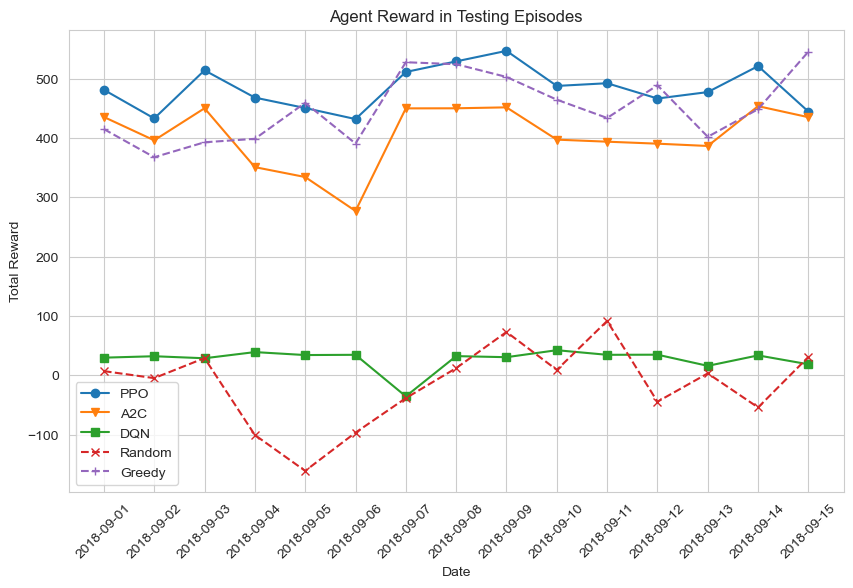 Agent Reward in Testing Episodes
Total Reward
500
400
300
200
100
0
−100
PPO
A2C
DQN
Random
Greedy
2018-09-01
2018-09-02
2018-09-03
2018-09-04
2018-09-05
2018-09-06
2018-09-07
2018-09-08
2018-09-09
2018-09-10
2018-09-11
2018-09-12
2018-09-13
2018-09-14
2018-09-15
Date